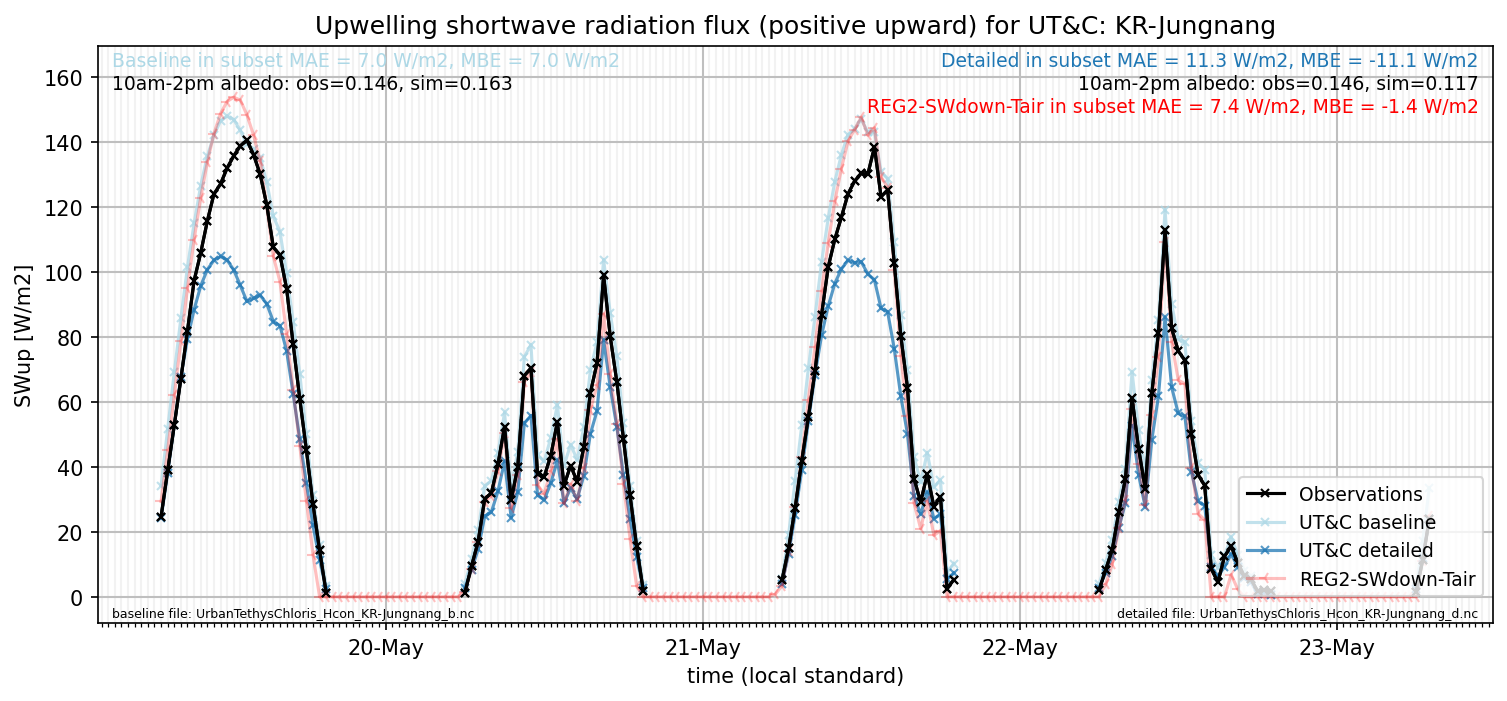 Upwelling shortwave radiation flux (positive upward) for UT&C: KR-Jungnang
Baseline in subset MAE = 7.0 W/m2, MBE = 7.0 W/m2
10am-2pm albedo: obs=0.146, sim=0.163
Detailed in subset MAE = 11.3 W/m2, MBE = -11.1 W/m2
10am-2pm albedo: obs=0.146, sim=0.117
REG2-SWdown-Tair in subset MAE = 7.4 W/m2, MBE = -1.4 W/m2
SWup [W/m2]
160
140
120
100
80
60
40
20
0
Observations
UT&C baseline
UT&C detailed
REG2-SWdown-Tair
baseline file: UrbanTethysChloris_Hcon_KR-Jungnang_b.nc
detailed file: UrbanTethysChloris_Hcon_KR-Jungnang_d.nc
20-May
21-May
22-May
23-May
time (local standard)